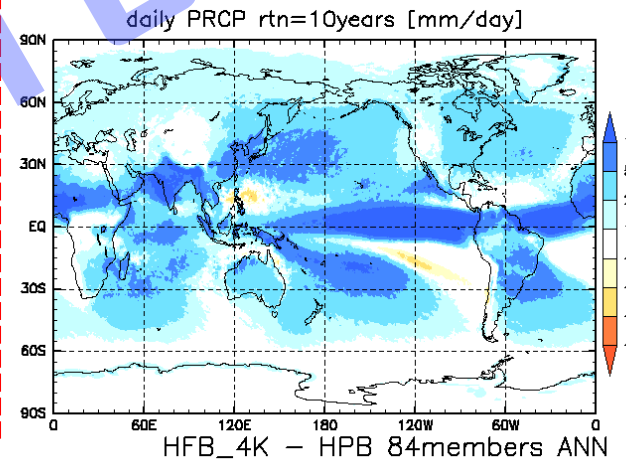 daily PRCP rtn=10years [mm/day]
90N
60N
30N
EQ
30S
60S
90S
0 60E 120E 180 120W 60W 0
HFB_4K − HPB 84members ANN